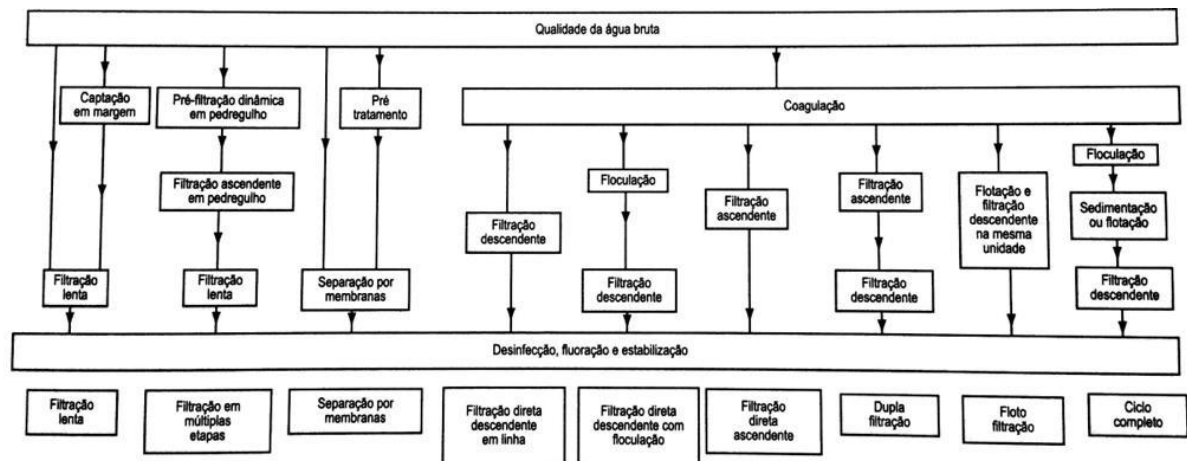 Qualidade da água bruta
Captação
em margem
Pré-filtração dinâmica
em pedregulho
Pré
tratamento
Coagulação
Floculação
Filtração ascendente
em pedregulho
Floculação
Filtração
ascendente
Filtração
ascendente
Flotação e
filtração
descendente
na mesma
unidade
Sedimentação
ou flotação
Filtração
descendente
Filtração
lenta
Filtração
lenta
Separação por
membranas
Filtração
descendente
Filtração
descendente
Filtração
descendente
Desinfecção, fluoração e estabilização
Filtração
lenta
Filtração em
múltiplas
etapas
Separação por
membranas
Filtração direta
descendente
em linha
Filtração direta
descendente com
floculação
Filtração
direta
ascendente
Dupla
filtração
Floto
filtração
Ciclo
completo